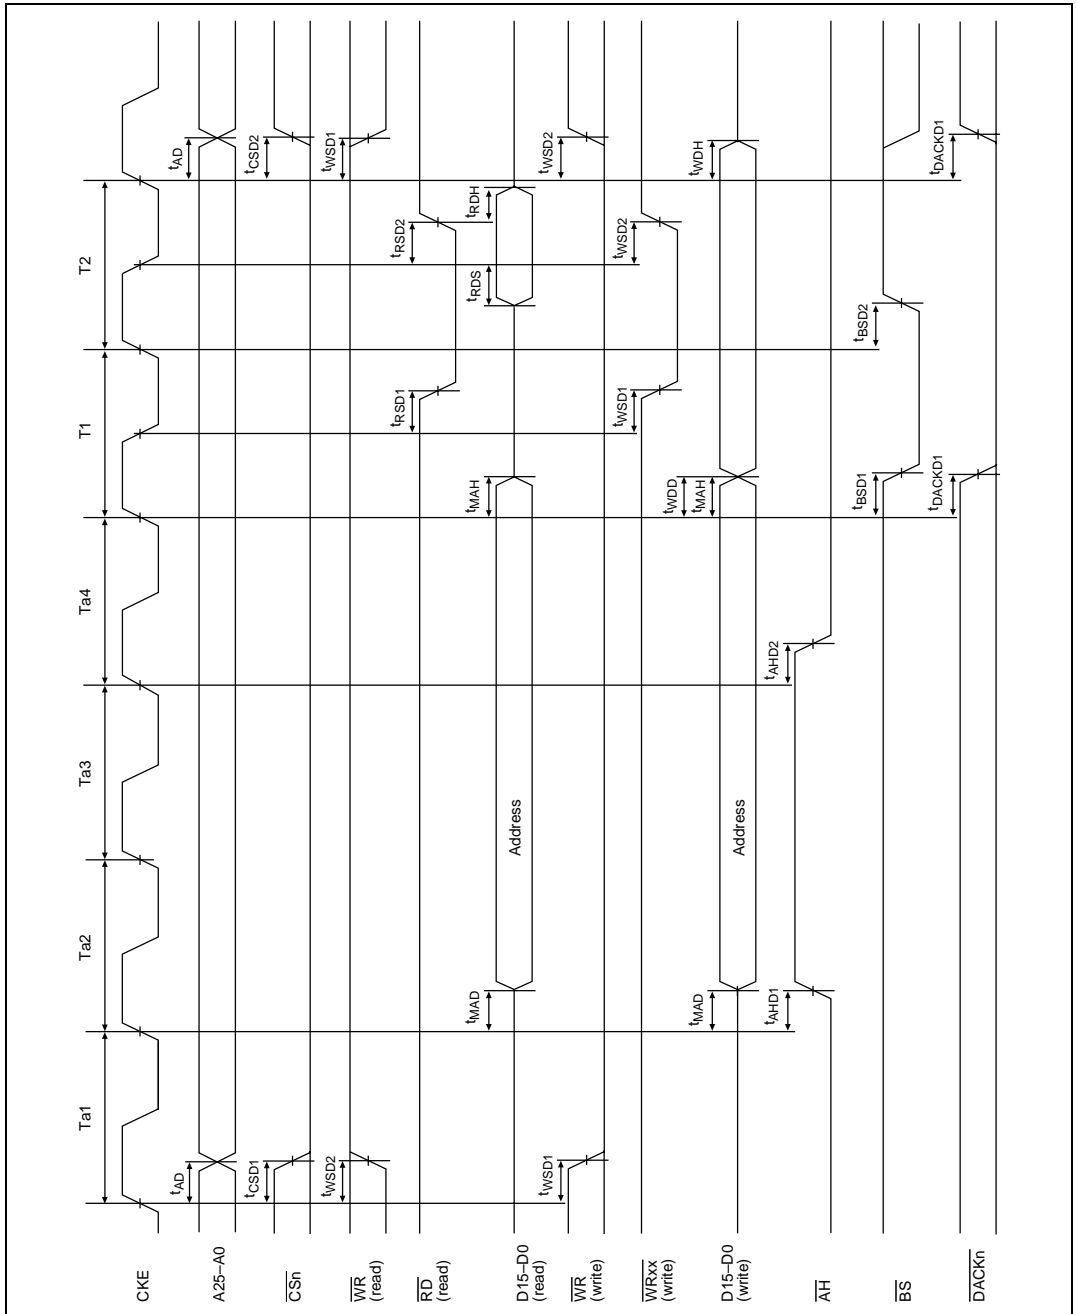 Ta1
Ta2
Ta3
Ta4
T1
T2
CKE
A25–A0
tAD
tAD
CSn
tCSD1
tCSD2
WR
(read)
tWSD2
tWSD1
RD
(read)
tRSD1
tRSD2
D15–D0
(read)
tMAD
Address
tMAH
tRDS
tRDH
WR
(write)
tWSD1
tWSD2
WRxx
(write)
tWSD1
tWSD2
D15–D0
(write)
tMAD
Address
tWDD
tMAH
tWDH
AH
tAHD1
tAHD2
BS
tBSD1
tBSD2
DACKn
tDACKD1
tDACKD1